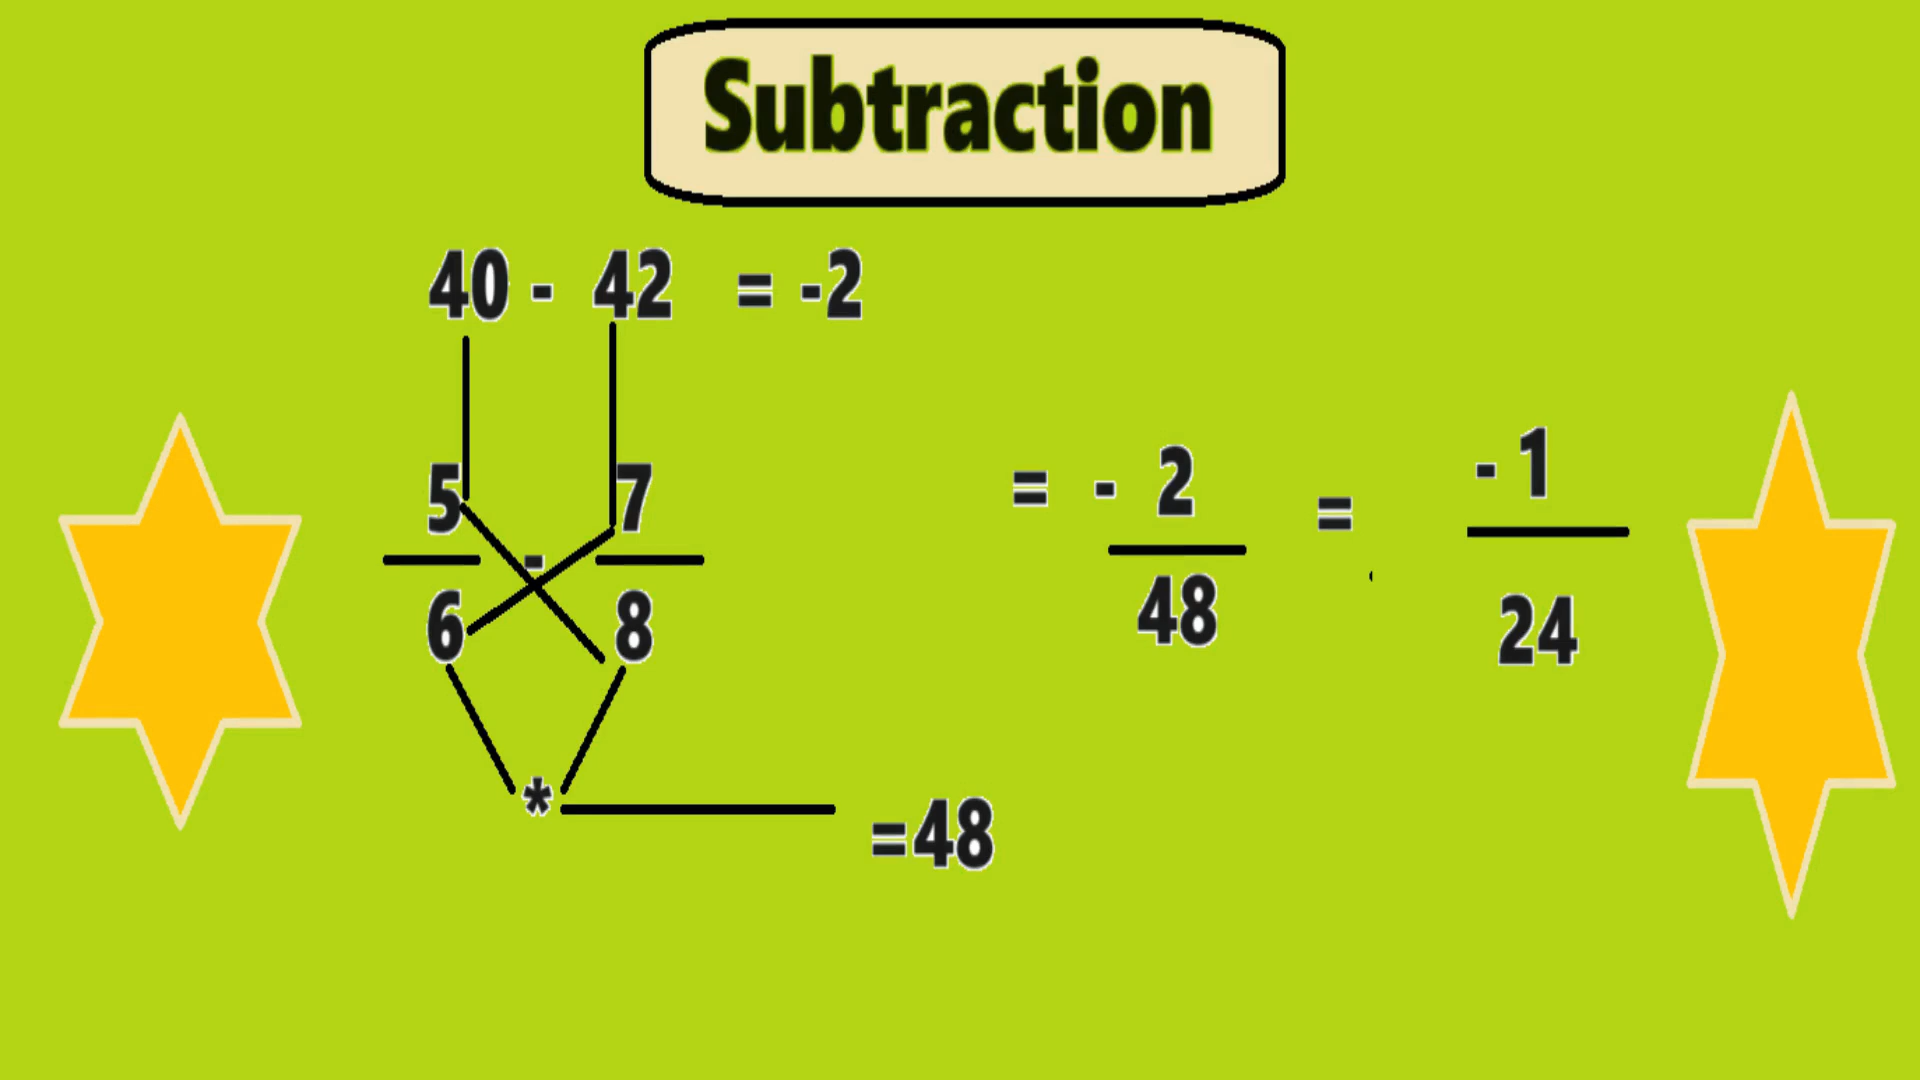 Subtraction
40 - 42 = -2
5 7
-
6 8
*
=48
= - 2
48
= - 1
24